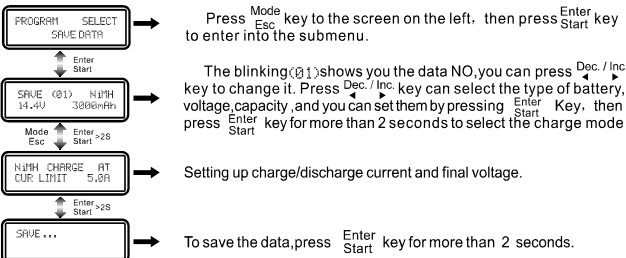 PROGRAM SELECT
SAVE DATA
Press Mode Esc key to the screen on the left, then press Enter Start key
to enter into the submenu.
Enter
Start
SAVE (01) NiMH
14.4V 3000mAh
The blinking(01)shows you the data NO,you can press Dec. / Inc ◀ ▶
key to change it. Press Dec. / Inc. ◀ ▶ key can select the type of battery,
voltage,capacity ,and you can set them by pressing Enter Start Key, then
press Enter Start key for more than 2 seconds to select the charge mode
Mode Esc
Enter Start >2S
NiMH CHARGE AT
CUR LIMIT 5.0A
Setting up charge/discharge current and final voltage.
Enter Start >2S
SAVE...
To save the data,press Enter Start key for more than 2 seconds.